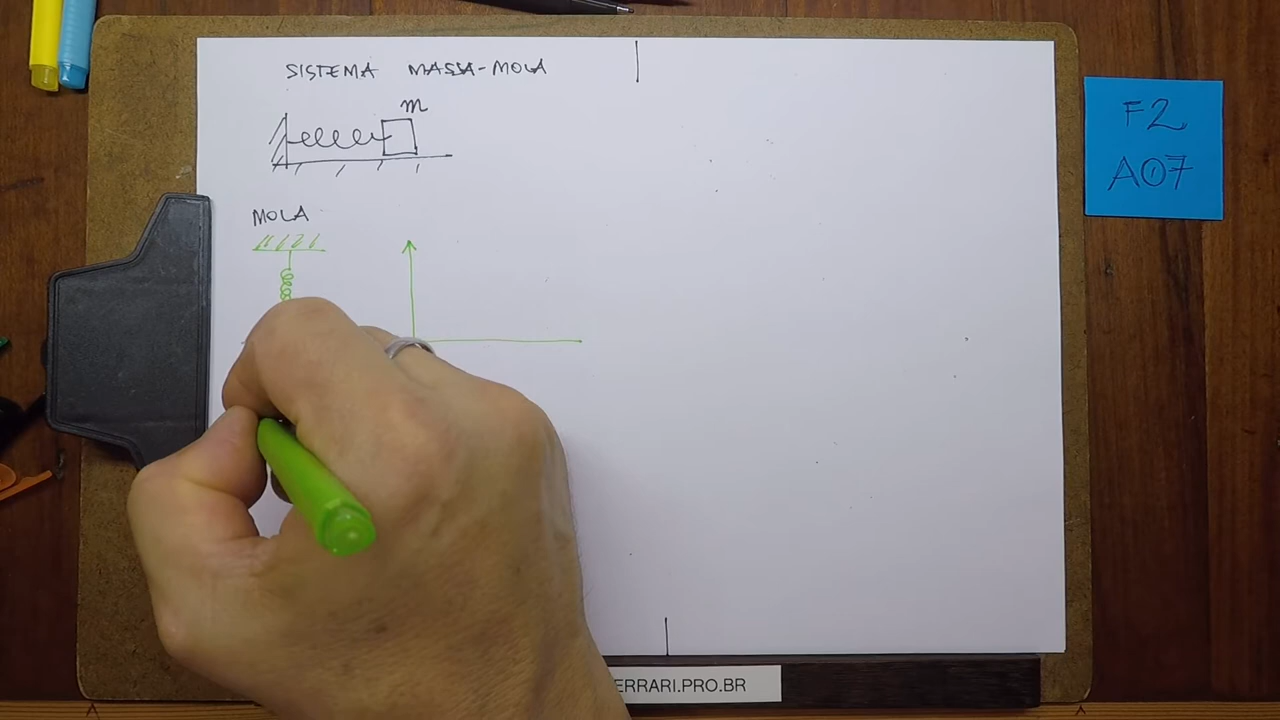 SISTEMA MASSA-MOLA
m
MOLA
F2
A07
ERRARI.PRO.BR